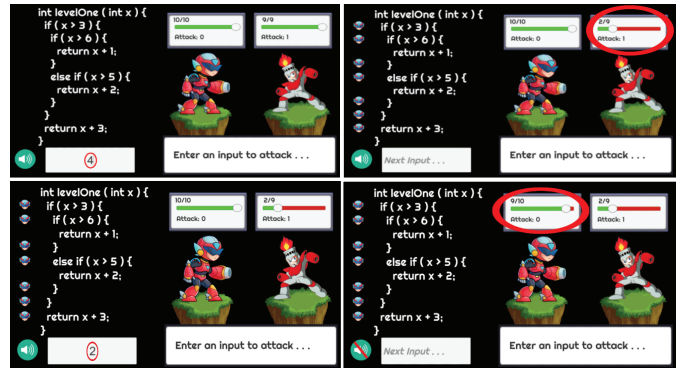 int levelOne ( int x ) {
if ( x > 3 ) {
if ( x > 6 ) {
return x + 1;
}
else if ( x > 5 ) {
return x + 2;
}
}
return x + 3;
}
4
10/10
Attack: 0
9/9
Attack: 1
Enter an input to attack . . .
int levelOne ( int x ) {
if ( x > 3 ) {
if ( x > 6 ) {
return x + 1;
}
else if ( x > 5 ) {
return x + 2;
}
}
return x + 3;
}
Next Input . . .
10/10
Attack: 0
2/9
Attack: 1
Enter an input to attack . . .
int levelOne ( int x ) {
if ( x > 3 ) {
if ( x > 6 ) {
return x + 1;
}
else if ( x > 5 ) {
return x + 2;
}
}
return x + 3;
}
2
10/10
Attack: 0
2/9
Attack: 1
Enter an input to attack . . .
int levelOne ( int x ) {
if ( x > 3 ) {
if ( x > 6 ) {
return x + 1;
}
else if ( x > 5 ) {
return x + 2;
}
}
return x + 3;
}
Next Input . . .
9/10
Attack: 0
2/9
Attack: 1
Enter an input to attack . . .